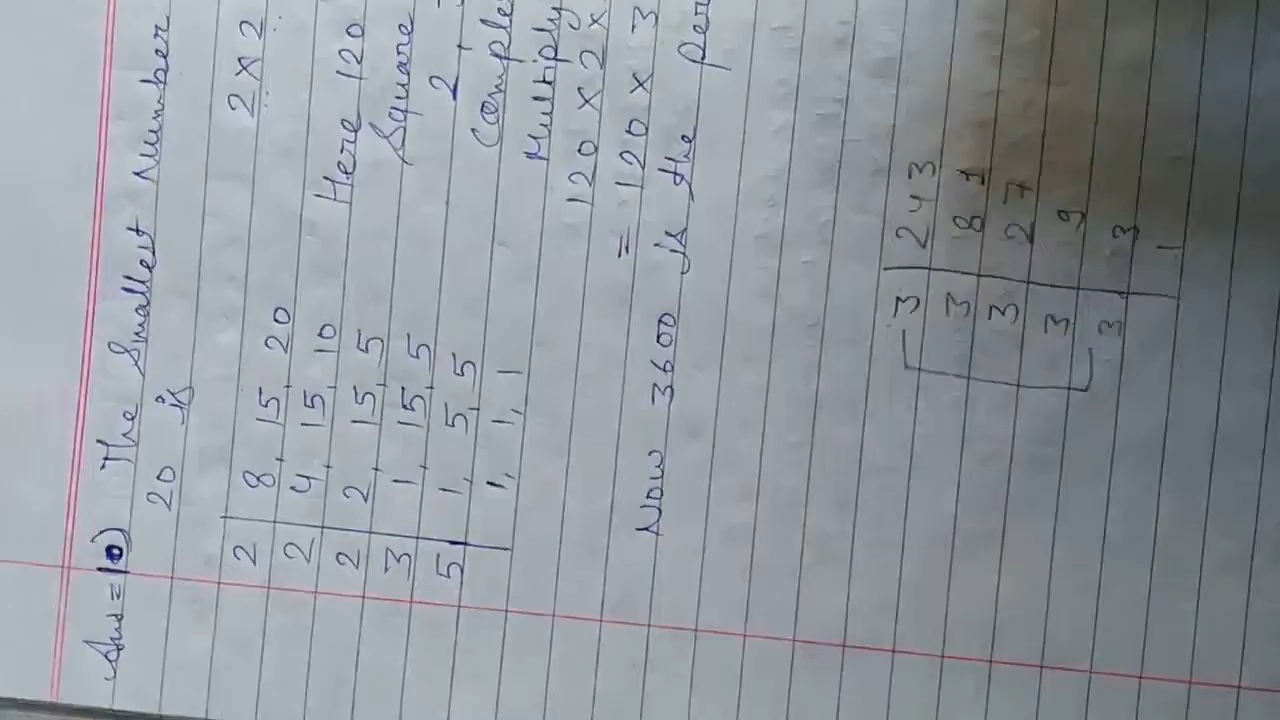 Ans=10) The Smallest Number
20 is
2 | 8, 15, 20 2 × 2
2 | 4, 15, 10
2 | 2, 15, 5 Here 120
3 | 1, 15, 5 Square
5 | 1, 5, 5 2,
1, 1, 1 Comple
Multiply
120 × 2 ×
= 120 × 3
Now 3600 is the per
3 | 243
3 | 81
3 | 27
3 | 9
3 | 3
1